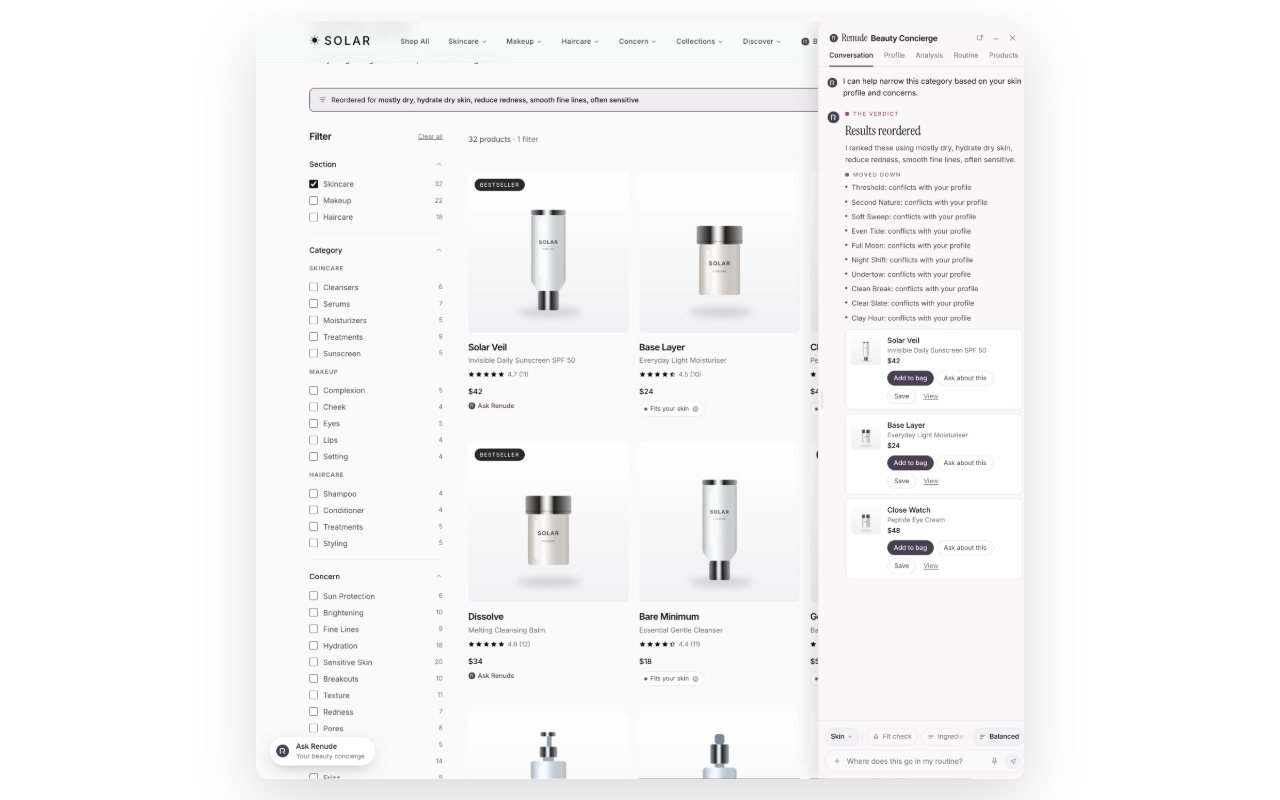 SOLAR
Shop All
Skincare
Makeup
Haircare
Concern
Collections
Discover
Reordered for mostly dry, hydrate dry skin, reduce redness, smooth fine lines, often sensitive
Filter
Clear all
Section
Skincare 32
Makeup 22
Haircare 18
Category
SKINCARE
Cleansers 6
Serums 7
Moisturizers 5
Treatments 9
Sunscreen 5
MAKEUP
Complexion 5
Cheek 4
Eyes 5
Lips 4
Setting 4
HAIRCARE
Shampoo 4
Conditioner 4
Treatments 5
Styling 5
Concern
Sun Protection 6
Brightening 10
Fine Lines 9
Hydration 18
Sensitive Skin 20
Breakouts 10
Texture 11
Redness 7
Pores 8
5
14
Frizz 9
Ask Renude
Your beauty concierge
32 products · 1 filter
BESTSELLER
SOLAR
Solar Veil
Invisible Daily Sunscreen SPF 50
4.7 (11)
$42
Ask Renude
SOLAR
Base Layer
Everyday Light Moisturiser
4.5 (10)
$24
Fits your skin
BESTSELLER
SOLAR
Dissolve
Melting Cleansing Balm
4.8 (12)
$34
Ask Renude
SOLAR
Bare Minimum
Essential Gentle Cleanser
4.4 (11)
$18
Fits your skin
Renude Beauty Concierge
Conversation
Profile
Analysis
Routine
Products
I can help narrow this category based on your skin
profile and concerns.
THE VERDICT
Results reordered
I ranked these using mostly dry, hydrate dry skin,
reduce redness, smooth fine lines, often sensitive.
MOVED DOWN
• Threshold: conflicts with your profile
• Second Nature: conflicts with your profile
• Soft Sweep: conflicts with your profile
• Even Tide: conflicts with your profile
• Full Moon: conflicts with your profile
• Night Shift: conflicts with your profile
• Undertow: conflicts with your profile
• Clean Break: conflicts with your profile
• Clear Slate: conflicts with your profile
• Clay Hour: conflicts with your profile
Solar Veil
Invisible Daily Sunscreen SPF 50
$42
Add to bag
Ask about this
Save
View
Base Layer
Everyday Light Moisturiser
$24
Add to bag
Ask about this
Save
View
Close Watch
Peptide Eye Cream
$48
Add to bag
Ask about this
Save
View
Skin
Fit check
Ingredie
Balanced
Where does this go in my routine?